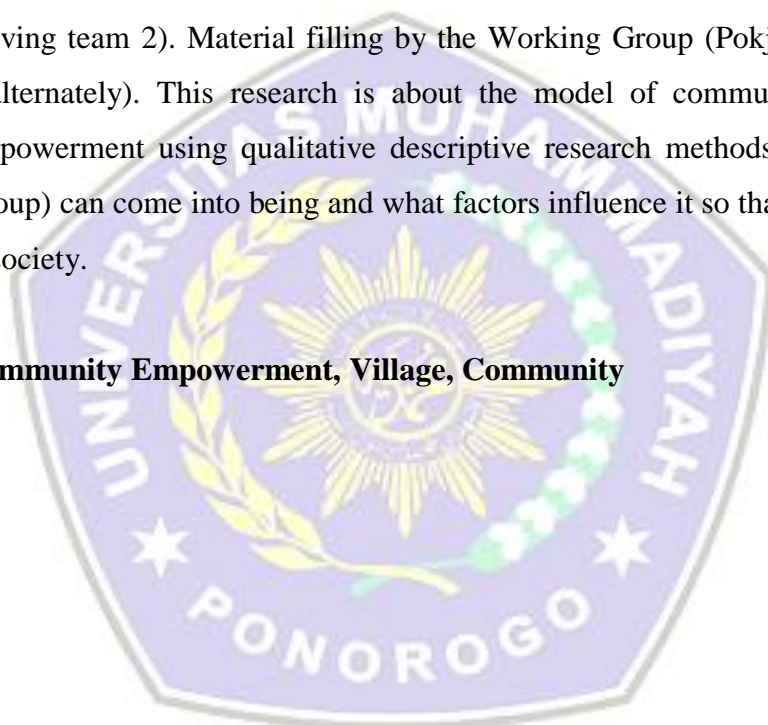 ving team 2). Material filling by the Working Group (Pokj
lternately). This research is about the model of commu
powerment using qualitative descriptive research methods
oup) can come into being and what factors influence it so tha
ociety.
mmunity Empowerment, Village, Community
UNIVERSITAS MUHAMMADIYAH
PONOROGO